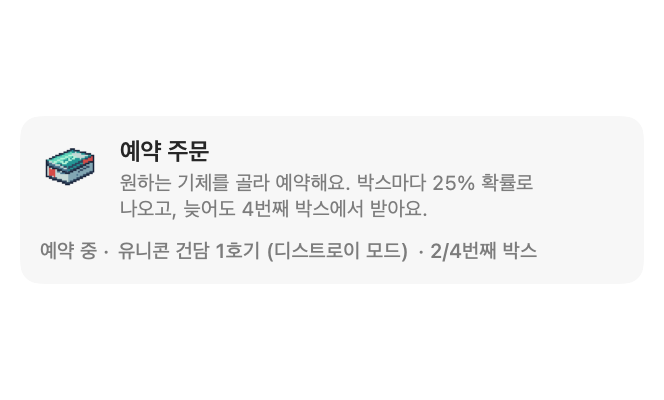 예약 주문
원하는 기체를 골라 예약해요. 박스마다 25% 확률로
나오고, 늦어도 4번째 박스에서 받아요.
예약 중 · 유니콘 건담 1호기 (디스트로이 모드) · 2/4번째 박스